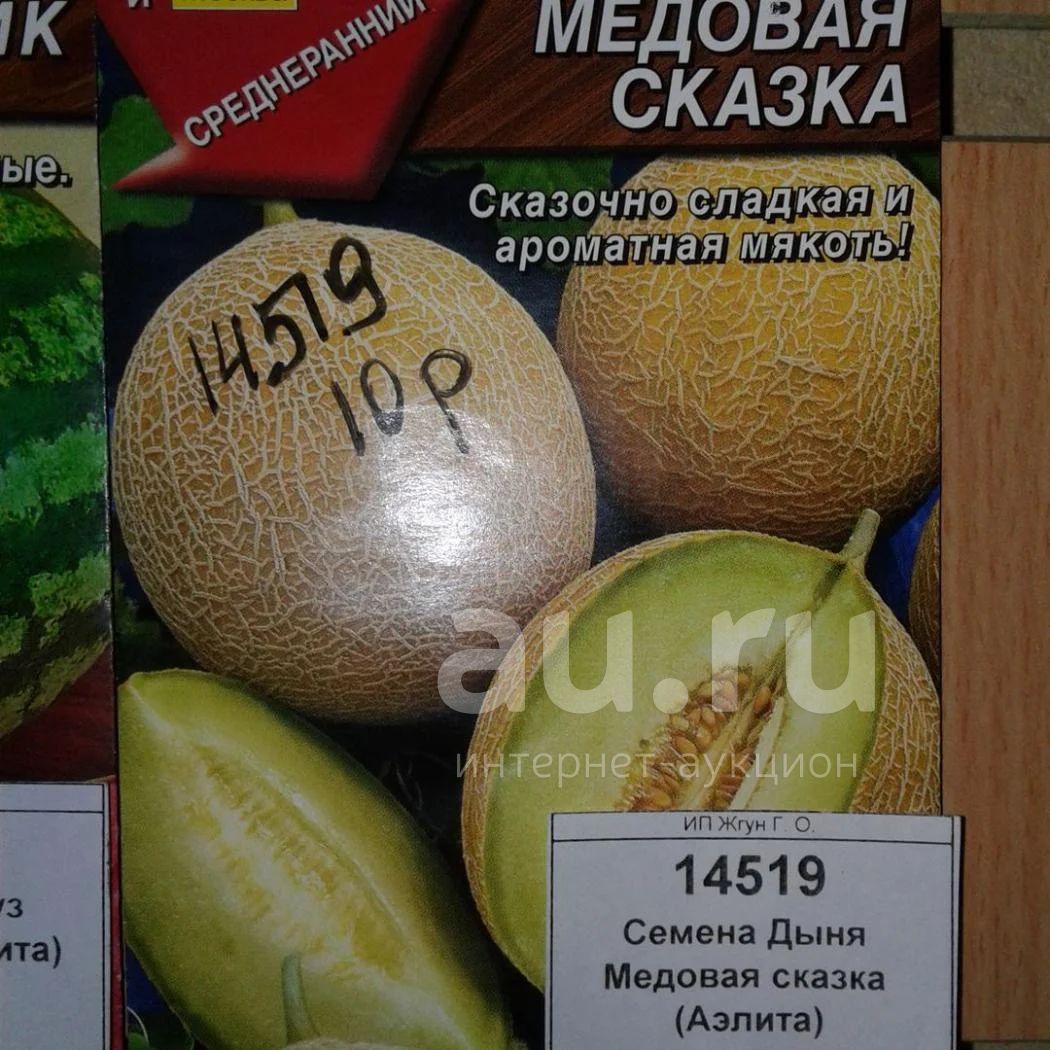 СРЕДНЕРАННИЙ
МЕДОВАЯ
СКАЗКА
ые.
Сказочно сладкая и
ароматная мякоть!
14519
10р
au.ru
интернет-аукцион
ИП Жгун Г. О.
14519
Семена Дыня
Медовая сказка
(Аэлита)
уз
ита)